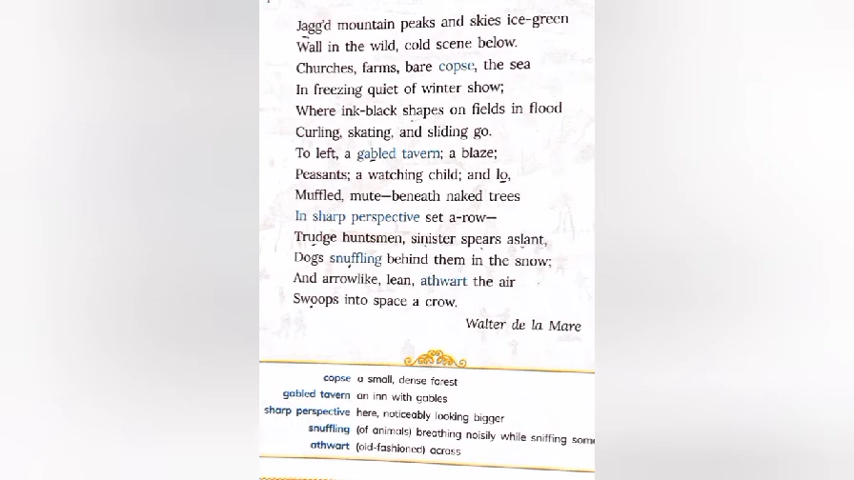 Jagg'd mountain peaks and skies ice-green
Wall in the wild, cold scene below.
Churches, farms, bare copse, the sea
In freezing quiet of winter show;
Where ink-black shapes on fields in flood
Curling, skating, and sliding go.
To left, a gabled tavern; a blaze;
Peasants; a watching child; and lo,
Muffled, mute—beneath naked trees
In sharp perspective set a-row—
Trudge huntsmen, sinister spears aslant,
Dogs snuffling behind them in the snow;
And arrowlike, lean, athwart the air
Swoops into space a crow.
Walter de la Mare
copse a small, dense forest
gabled tavern an inn with gables
sharp perspective here, noticeably looking bigger
snuffling (of animals) breathing noisily while sniffing som
athwart (old-fashioned) across